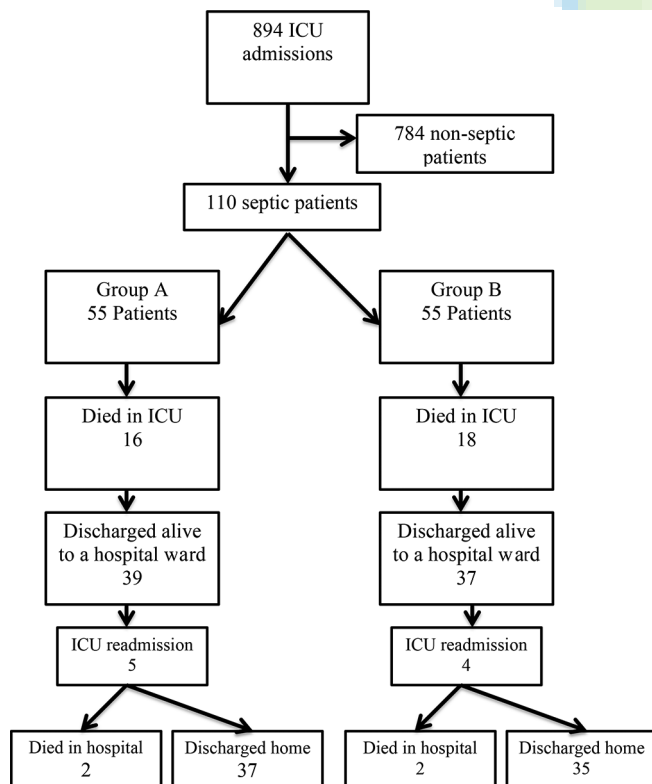 894 ICU
admissions
784 non-septic
patients
110 septic patients
Group A
55 Patients
Group B
55 Patients
Died in ICU
16
Died in ICU
18
Discharged alive
to a hospital ward
39
Discharged alive
to a hospital ward
37
ICU readmission
5
ICU readmission
4
Died in hospital
2
Discharged home
37
Died in hospital
2
Discharged home
35